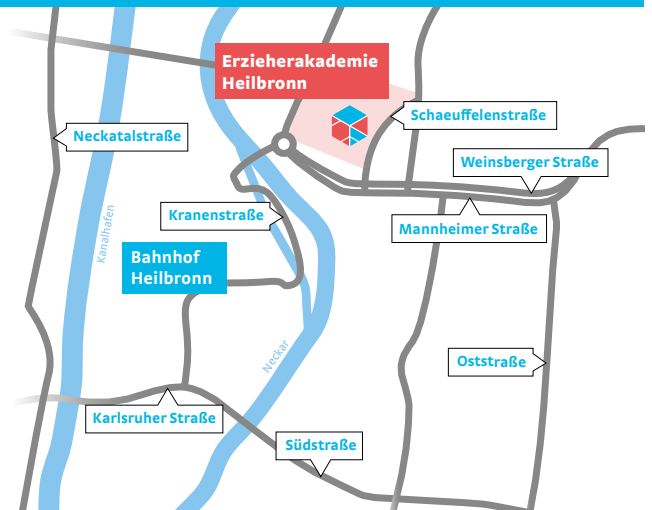 Erzieherakademie
Heilbronn
Schaeuffelenstraße
Neckatalstraße
Weinsberger Straße
Kranenstraße
Mannheimer Straße
Kanalhafen
Bahnhof
Heilbronn
Neckar
Oststraße
Karlsruher Straße
Südstraße